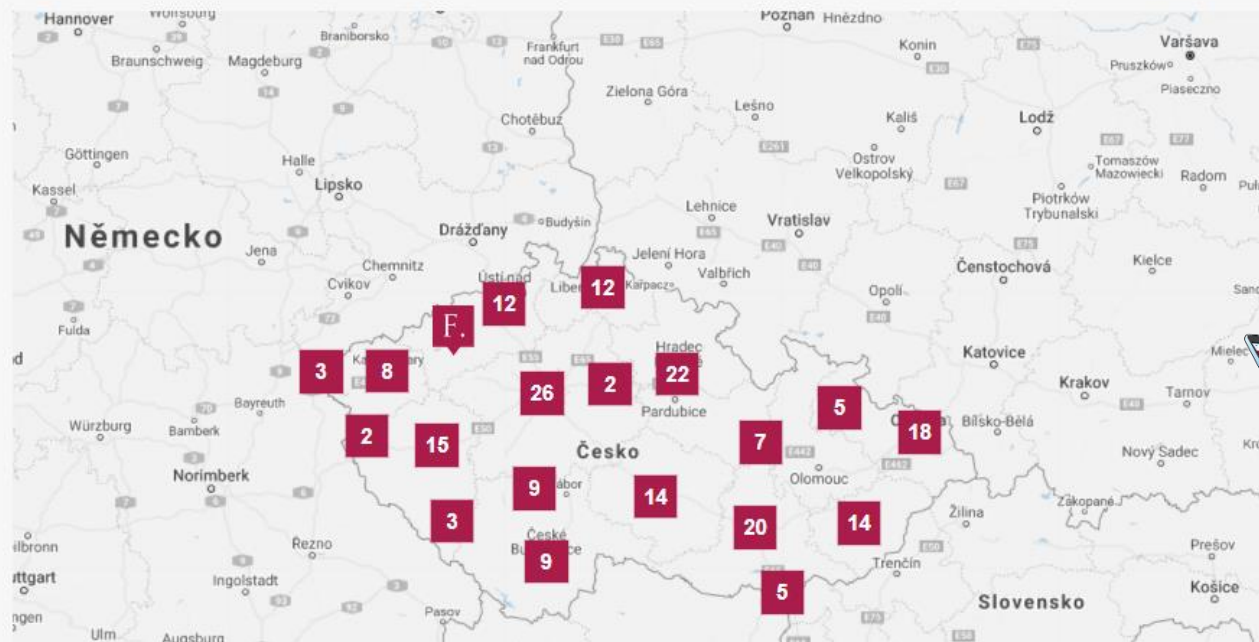 Hannover
Wolfsburg
Braniborsko
Poznań
Hnězdno
Braunschweig
Magdeburg
Frankfurt
nad Odrou
Konin
Varšava
Pruszków
Piaseczno
Zielona Góra
Lešno
Chotěbuz
Kališ
Lodž
Göttingen
Halle
Ostrov
Velkopolský
Tomaszów
Mazowiecki
Radom
Kassel
Lipsko
Piotrków
Trybunalski
Lehnice
Vratislav
Německo
Drážďany
Budyšín
Jena
Chemnitz
Jelení Hora
Valbřich
Čenstochová
Kielce
Cvikov
Ústí nad
12
12
Karpacz
Opolí
Fulda
F.
Hradec
Katovice
Mielec
3
8
26
2
22
Krakov
Tarnov
Bayreuth
Pardubice
5
Würzburg
Bamberk
2
15
7
18
Bílsko-Bělá
Česko
Nový Sadec
Norimberk
Olomouc
9
14
Zakopané
3
20
14
Žilina
České
Řezno
9
Trenčín
Prešov
Ingolstadt
5
Košice
Pasov
Slovensko
Ulm
Augsburg